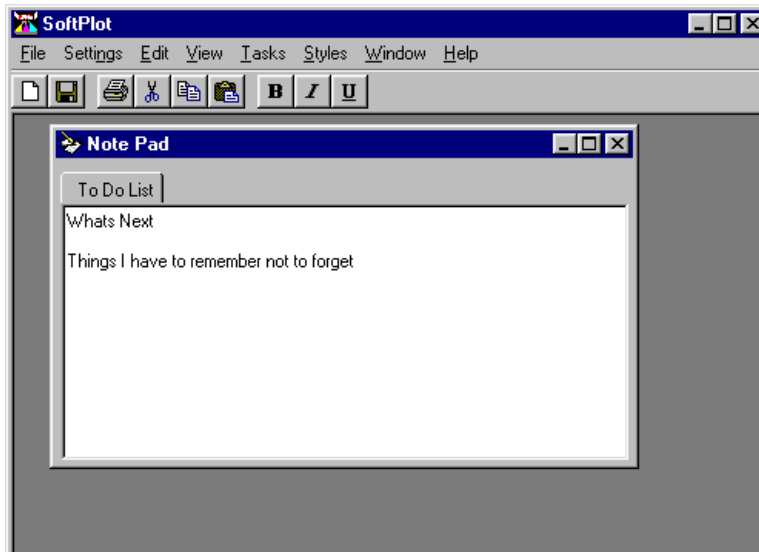 SoftPlot
File Settings Edit View Tasks Styles Window Help
B I U
Note Pad
To Do List
Whats Next
Things I have to remember not to forget